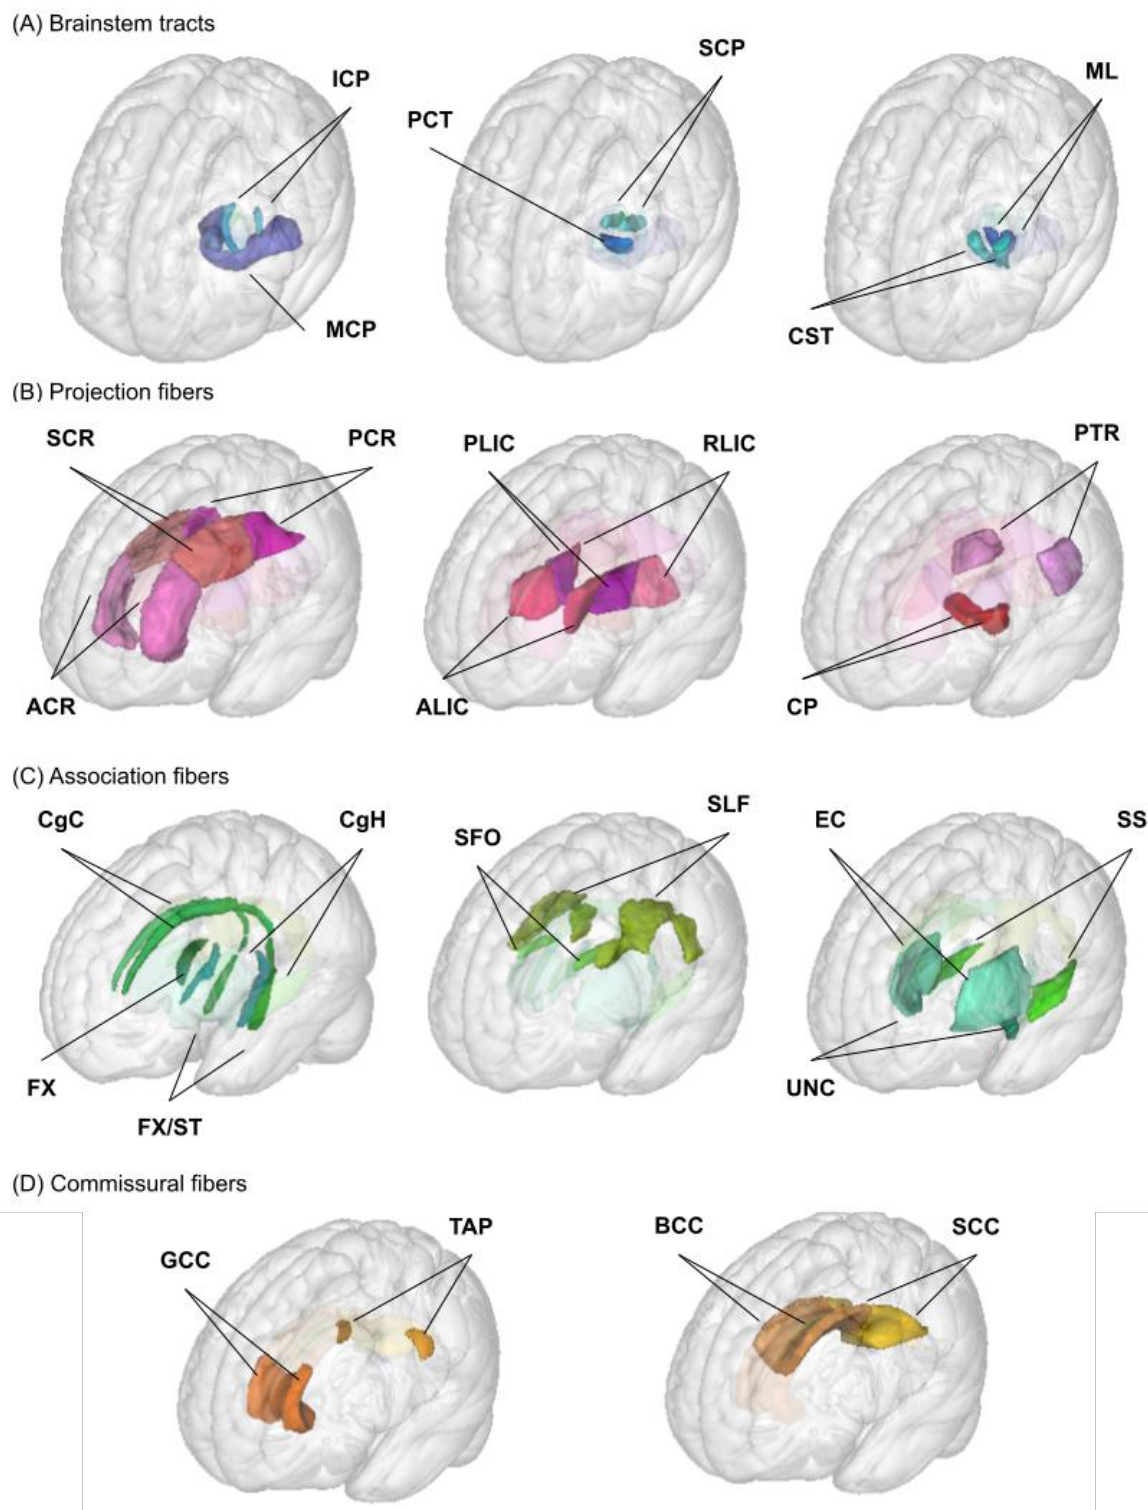 (A) Brainstem tracts
ICP
PCT
SCP
ML
MCP
CST
(B) Projection fibers
SCR
PCR
PLIC
RLIC
PTR
ACR
ALIC
CP
(C) Association fibers
CgC
CgH
SFO
SLF
EC
SS
FX
FX/ST
UNC
(D) Commissural fibers
GCC
TAP
BCC
SCC